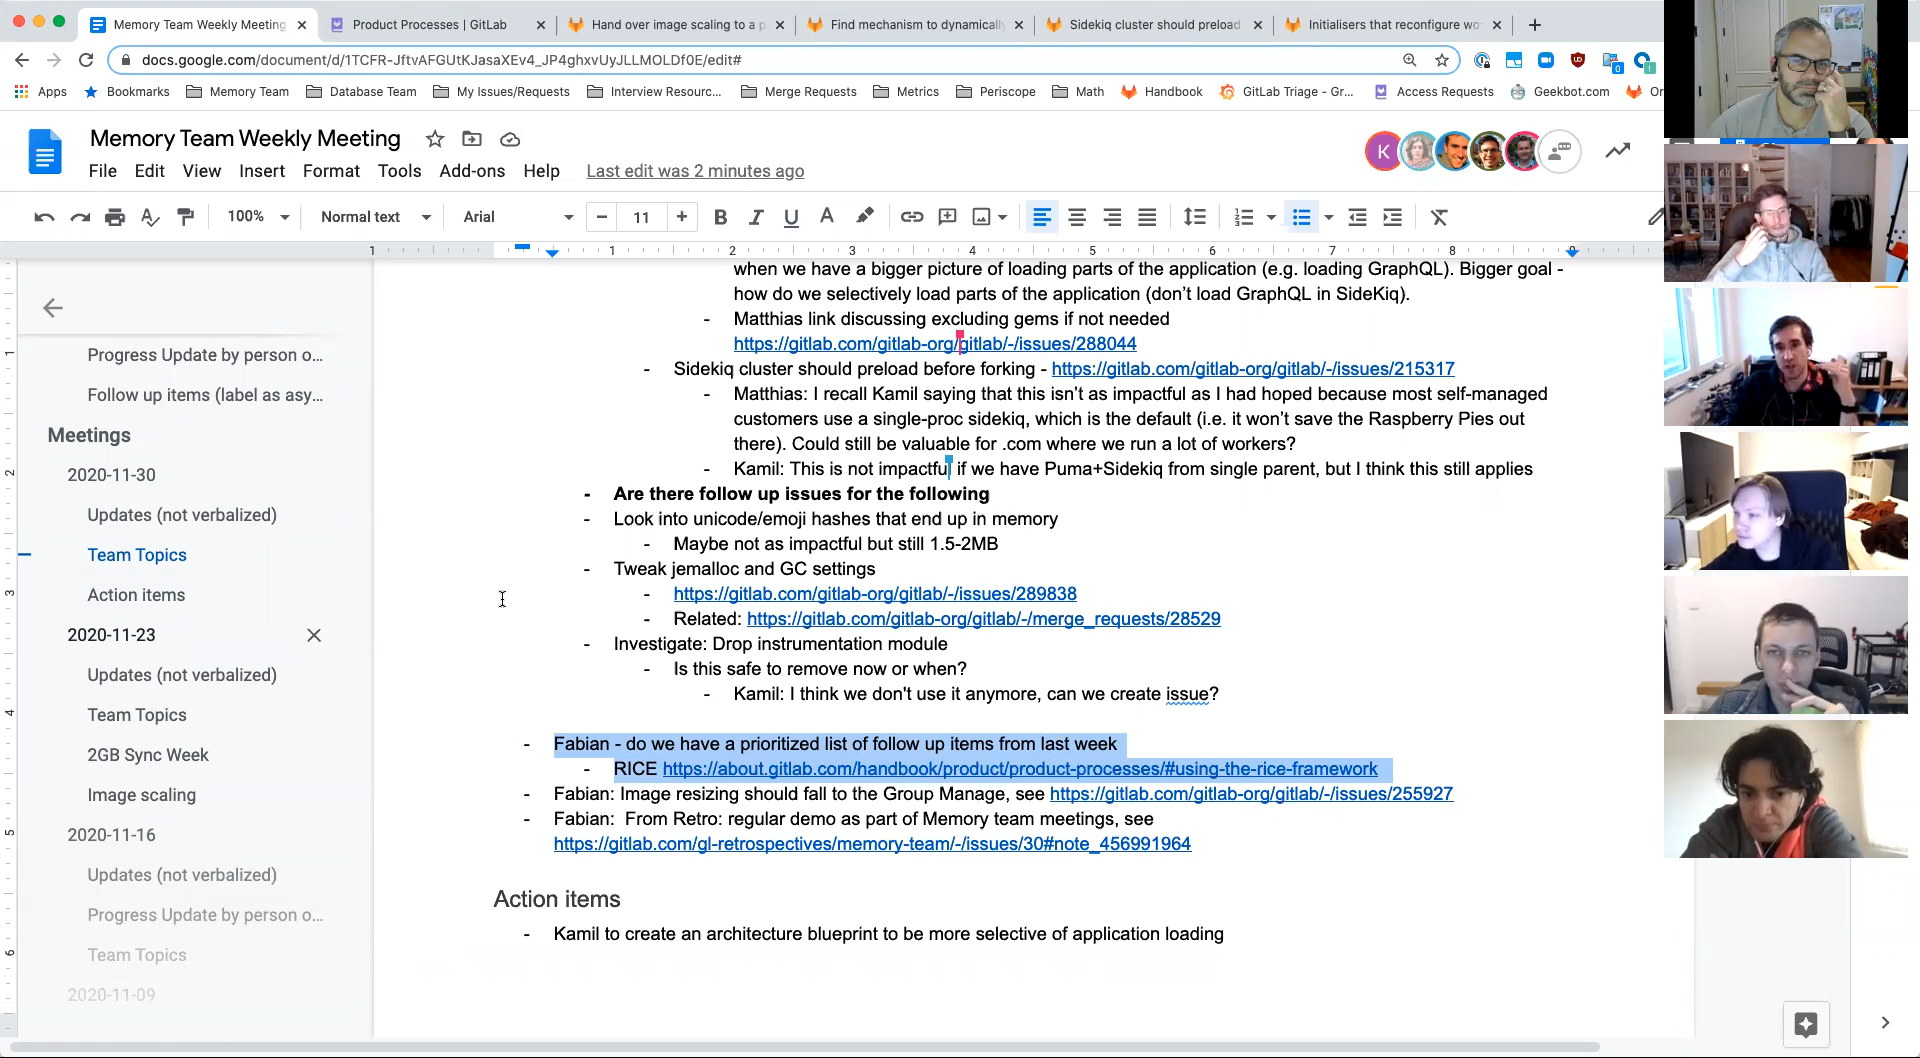 Memory Team Weekly Meeting
Product Processes | GitLab
Hand over image scaling to a p
Find mechanism to dynamically
Sidekiq cluster should preload
Initialisers that reconfigure wo
docs.google.com/document/d/1TCFR-JftvAFGUtKJasaXEv4_JP4ghxvUyJLLMOLDf0E/edit#
Apps Bookmarks Memory Team Database Team My Issues/Requests Interview Resourc... Merge Requests Metrics Periscope Math Handbook GitLab Triage - Gr... Access Requests Geekbot.com Or
Memory Team Weekly Meeting
K
File Edit View Insert Format Tools Add-ons Help Last edit was 2 minutes ago
100% Normal text Arial 11 B I U A
1 1 2 3 4 5 6 7 8 9
Progress Update by person o...
Follow up items (label as asy...
Meetings
2020-11-30
Updates (not verbalized)
Team Topics
Action items
2020-11-23
Updates (not verbalized)
Team Topics
2GB Sync Week
Image scaling
2020-11-16
Updates (not verbalized)
Progress Update by person o...
Team Topics
2020-11-09
1
2
3
4
5
6
when we have a bigger picture of loading parts of the application (e.g. loading GraphQL). Bigger goal -
how do we selectively load parts of the application (don't load GraphQL in SideKiq).
- Matthias link discussing excluding gems if not needed
https://gitlab.com/gitlab-org/gitlab/-/issues/288044
- Sidekiq cluster should preload before forking - https://gitlab.com/gitlab-org/gitlab/-/issues/215317
- Matthias: I recall Kamil saying that this isn't as impactful as I had hoped because most self-managed
customers use a single-proc sidekiq, which is the default (i.e. it won't save the Raspberry Pies out
there). Could still be valuable for .com where we run a lot of workers?
- Kamil: This is not impactful if we have Puma+Sidekiq from single parent, but I think this still applies
- Are there follow up issues for the following
- Look into unicode/emoji hashes that end up in memory
- Maybe not as impactful but still 1.5-2MB
- Tweak jemalloc and GC settings
- https://gitlab.com/gitlab-org/gitlab/-/issues/289838
- Related: https://gitlab.com/gitlab-org/gitlab/-/merge_requests/28529
- Investigate: Drop instrumentation module
- Is this safe to remove now or when?
- Kamil: I think we don't use it anymore, can we create issue?
- Fabian - do we have a prioritized list of follow up items from last week
- RICE https://about.gitlab.com/handbook/product/product-processes/#using-the-rice-framework
- Fabian: Image resizing should fall to the Group Manage, see https://gitlab.com/gitlab-org/gitlab/-/issues/255927
- Fabian: From Retro: regular demo as part of Memory team meetings, see
https://gitlab.com/gl-retrospectives/memory-team/-/issues/30#note_456991964
Action items
- Kamil to create an architecture blueprint to be more selective of application loading